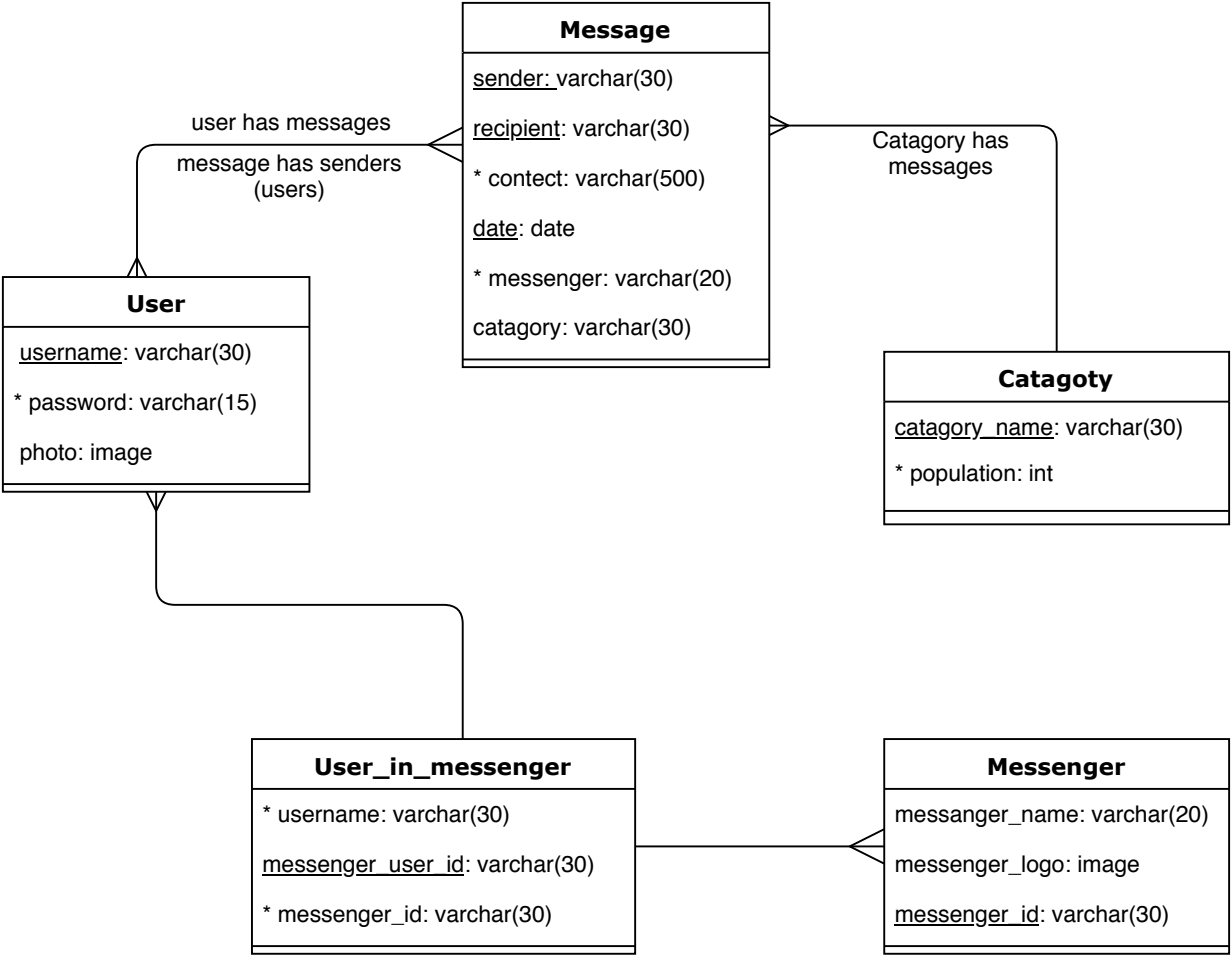 Message
sender: varchar(30)
recipient: varchar(30)
* contect: varchar(500)
date: date
* messenger: varchar(20)
catagory: varchar(30)
user has messages
message has senders
(users)
Catagory has
messages
User
username: varchar(30)
* password: varchar(15)
photo: image
Catagoty
catagory_name: varchar(30)
* population: int
User_in_messenger
* username: varchar(30)
messenger_user_id: varchar(30)
* messenger_id: varchar(30)
Messenger
messanger_name: varchar(20)
messenger_logo: image
messenger_id: varchar(30)